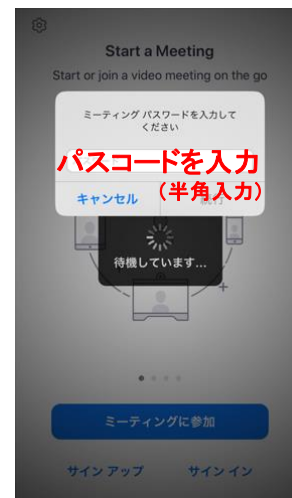 Start a Meeting
Start or join a video meeting on the go
ミーティング パスワードを入力して
ください
パスコードを入力
(半角入力)
キャンセル
続行
待機しています...
ミーティングに参加
サイン アップ
サイン イン